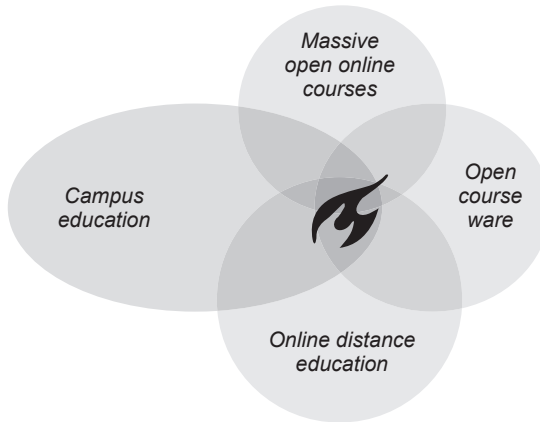 Massive
open online
courses
Campus
education
Open
course
ware
Online distance
education